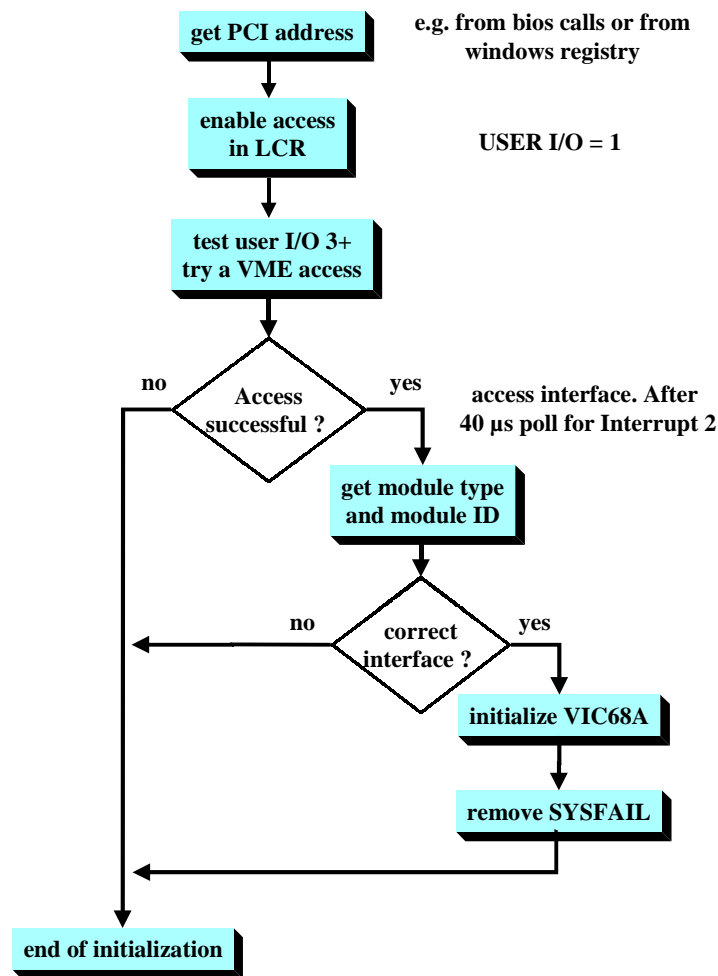 get PCI address
e.g. from bios calls or from
windows registry
enable access
in LCR
USER I/O = 1
test user I/O 3+
try a VME access
no
Access
successful ?
yes
access interface. After
40 µs poll for Interrupt 2
get module type
and module ID
no
correct
interface ?
yes
initialize VIC68A
remove SYSFAIL
end of initialization